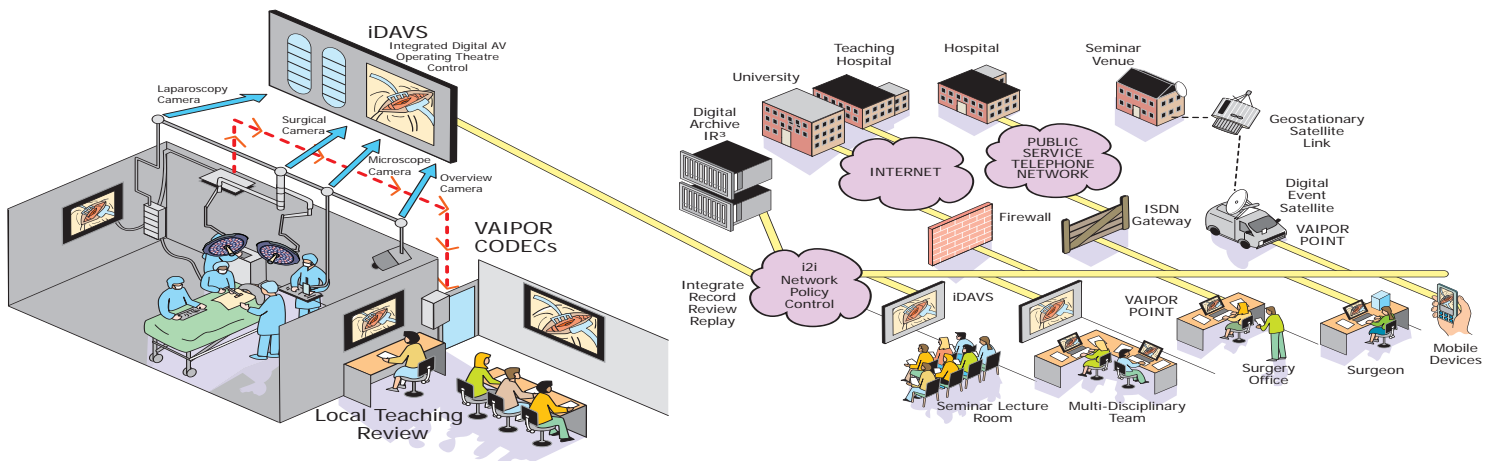 iDAVS
Integrated Digital AV
Operating Theatre
Control
Laparoscopy
Camera
Surgical
Camera
Microscope
Camera
Overview
Camera
VAIPOR
CODECs
Local Teaching
Review
University
Teaching
Hospital
Hospital
Seminar
Venue
Digital
Archive
IR³
INTERNET
PUBLIC
SERVICE
TELEPHONE
NETWORK
Geostationary
Satellite
Link
Firewall
ISDN
Gateway
Digital
Event
Satellite
VAIPOR
POINT
Integrate
Record
Review
Replay
i2i
Network
Policy
Control
iDAVS
VAIPOR
POINT
Seminar Lecture
Room
Multi-Disciplinary
Team
Surgery
Office
Surgeon
Mobile
Devices